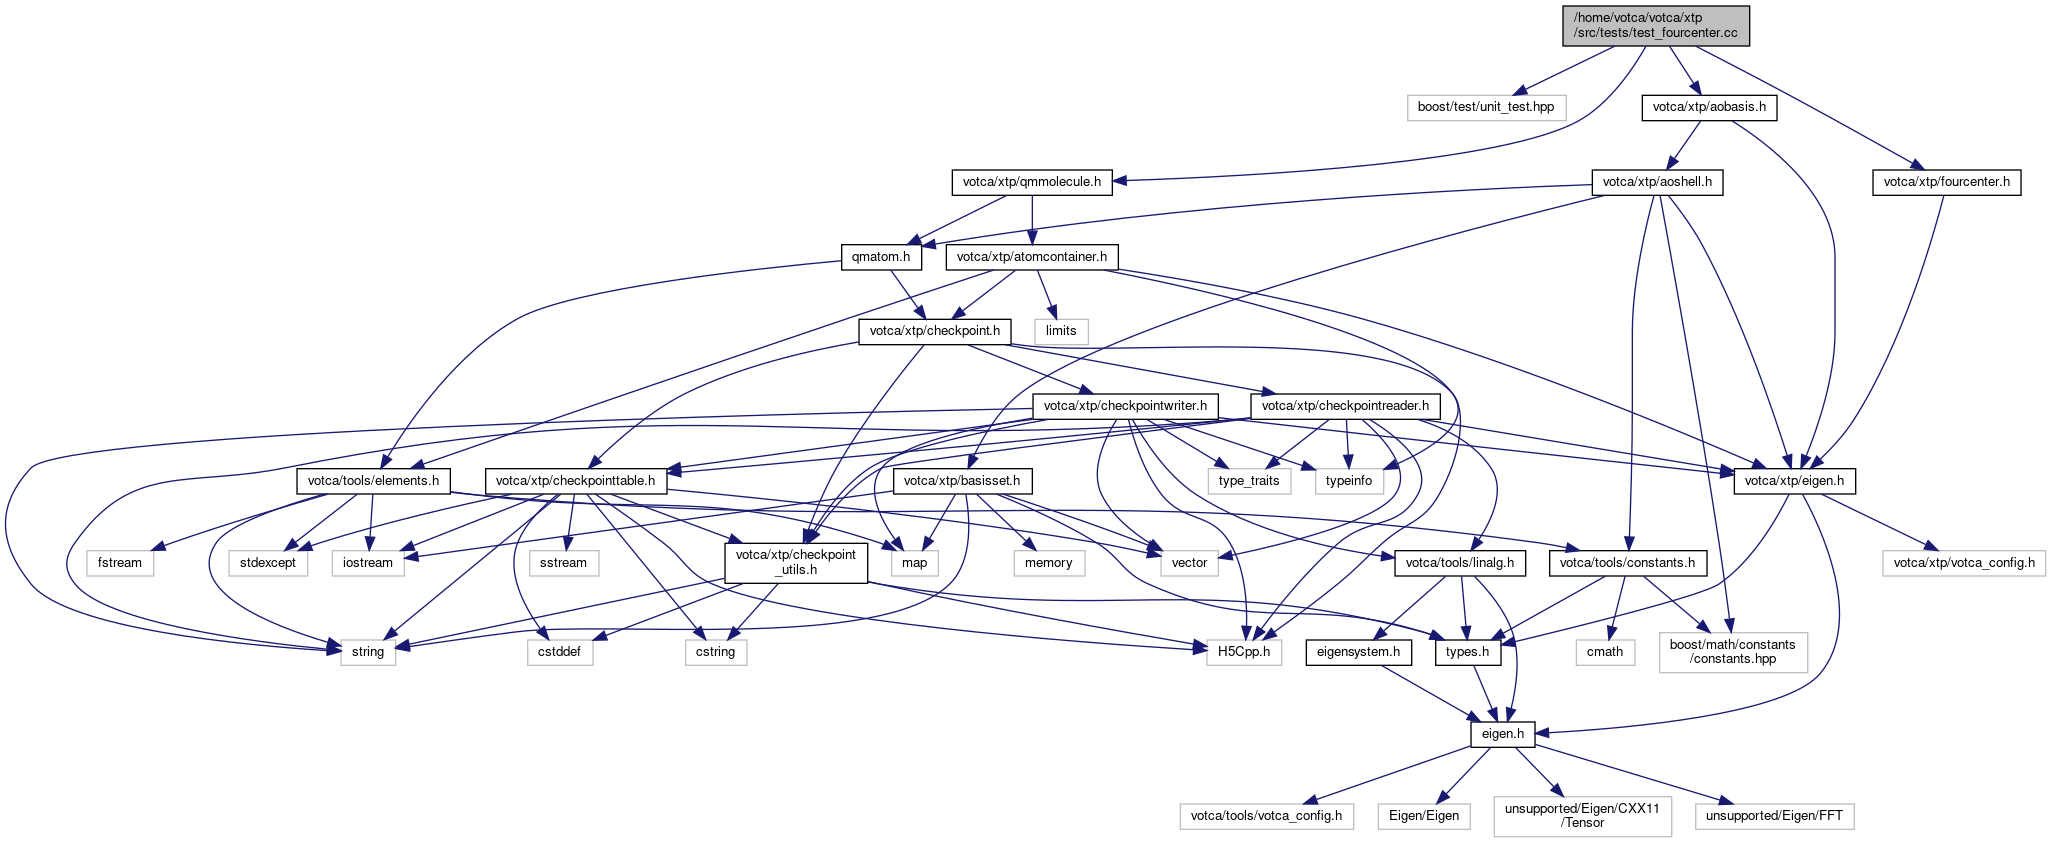 /home/votca/votca/xtp
/src/tests/test_fourcenter.cc
boost/test/unit_test.hpp
votca/xtp/aobasis.h
votca/xtp/qmmolecule.h
votca/xtp/aoshell.h
votca/xtp/fourcenter.h
qmatom.h
votca/xtp/atomcontainer.h
votca/xtp/checkpoint.h
limits
votca/xtp/checkpointwriter.h
votca/xtp/checkpointreader.h
votca/tools/elements.h
votca/xtp/checkpointtable.h
votca/xtp/basisset.h
type_traits
typeinfo
votca/xtp/eigen.h
fstream
stdexcept
iostream
sstream
votca/xtp/checkpoint
_utils.h
map
memory
vector
votca/tools/linalg.h
votca/tools/constants.h
votca/xtp/votca_config.h
string
cstddef
cstring
H5Cpp.h
eigensystem.h
types.h
cmath
boost/math/constants
/constants.hpp
eigen.h
votca/tools/votca_config.h
Eigen/Eigen
unsupported/Eigen/CXX11
/Tensor
unsupported/Eigen/FFT